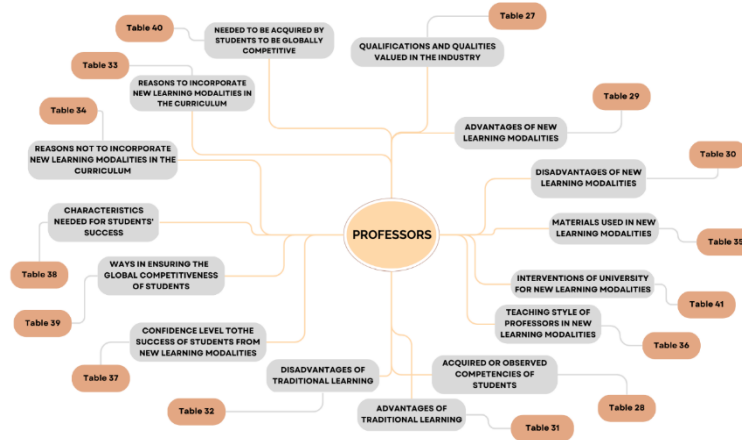 Table 40
NEEDED TO BE ACQUIRED BY
STUDENTS TO BE GLOBALLY
COMPETITIVE
Table 27
QUALIFICATIONS AND QUALITIES
VALUED IN THE INDUSTRY
Table 33
REASONS TO INCORPORATE
NEW LEARNING MODALITIES IN
THE CURRICULUM
Table 29
ADVANTAGES OF NEW
LEARNING MODALITIES
Table 34
REASONS NOT TO INCORPORATE
NEW LEARNING MODALITIES IN THE
CURRICULUM
Table 30
DISADVANTAGES OF NEW
LEARNING MODALITIES
CHARACTERISTICS
NEEDED FOR STUDENTS'
SUCCESS
Table 38
PROFESSORS
MATERIALS USED IN NEW
LEARNING MODALITIES
Table 35
WAYS IN ENSURING THE
GLOBAL COMPETITIVENESS
OF STUDENTS
Table 39
INTERVENTIONS OF UNIVERSITY
FOR NEW LEARNING MODALITIES
Table 41
TEACHING STYLE OF
PROFESSORS IN NEW
LEARNING MODALITIES
Table 36
CONFIDENCE LEVEL TOTHE
SUCCESS OF STUDENTS FROM
NEW LEARNING MODALITIES
Table 37
DISADVANTAGES OF
TRADITIONAL LEARNING
Table 32
ACQUIRED OR OBSERVED
COMPETENCIES OF
STUDENTS
Table 28
ADVANTAGES OF
TRADITIONAL LEARNING
Table 31